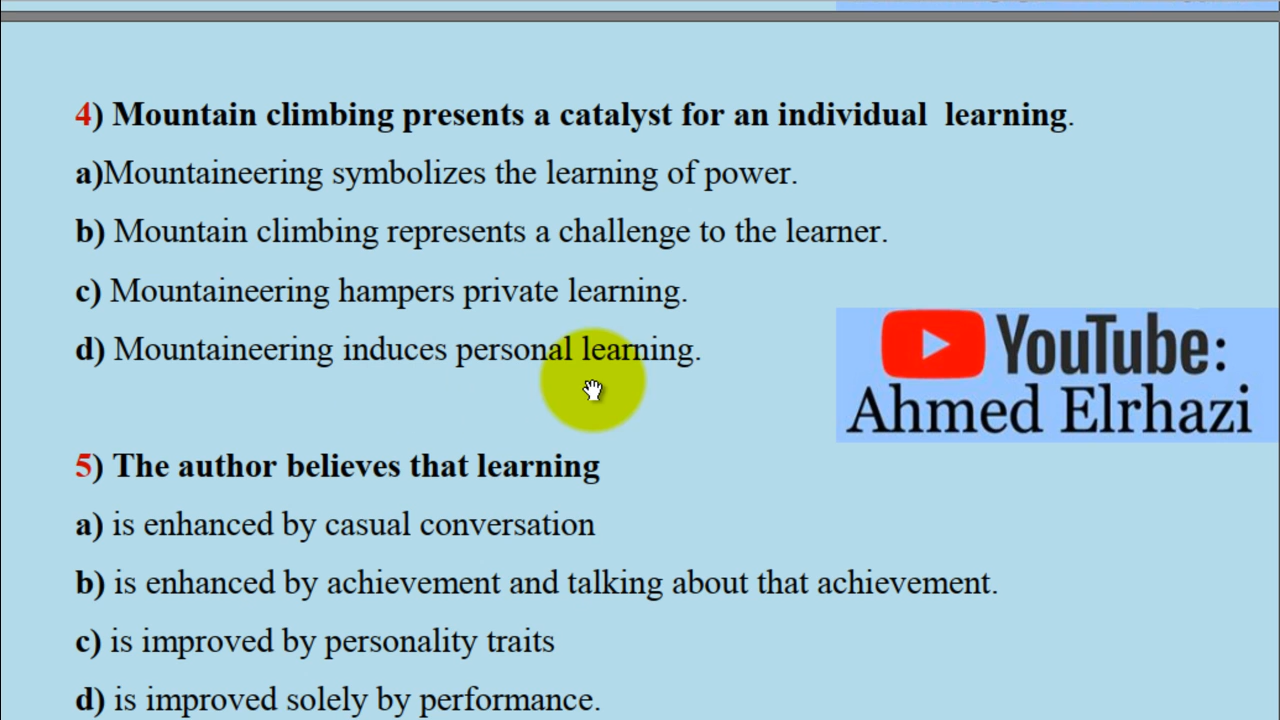 4) Mountain climbing presents a catalyst for an individual  learning.
a)Mountaineering symbolizes the learning of power.
b) Mountain climbing represents a challenge to the learner.
c) Mountaineering hampers private learning.
d) Mountaineering induces personal learning.
YouTube:
Ahmed Elrhazi
5) The author believes that learning
a) is enhanced by casual conversation
b) is enhanced by achievement and talking about that achievement.
c) is improved by personality traits
d) is improved solely by performance.